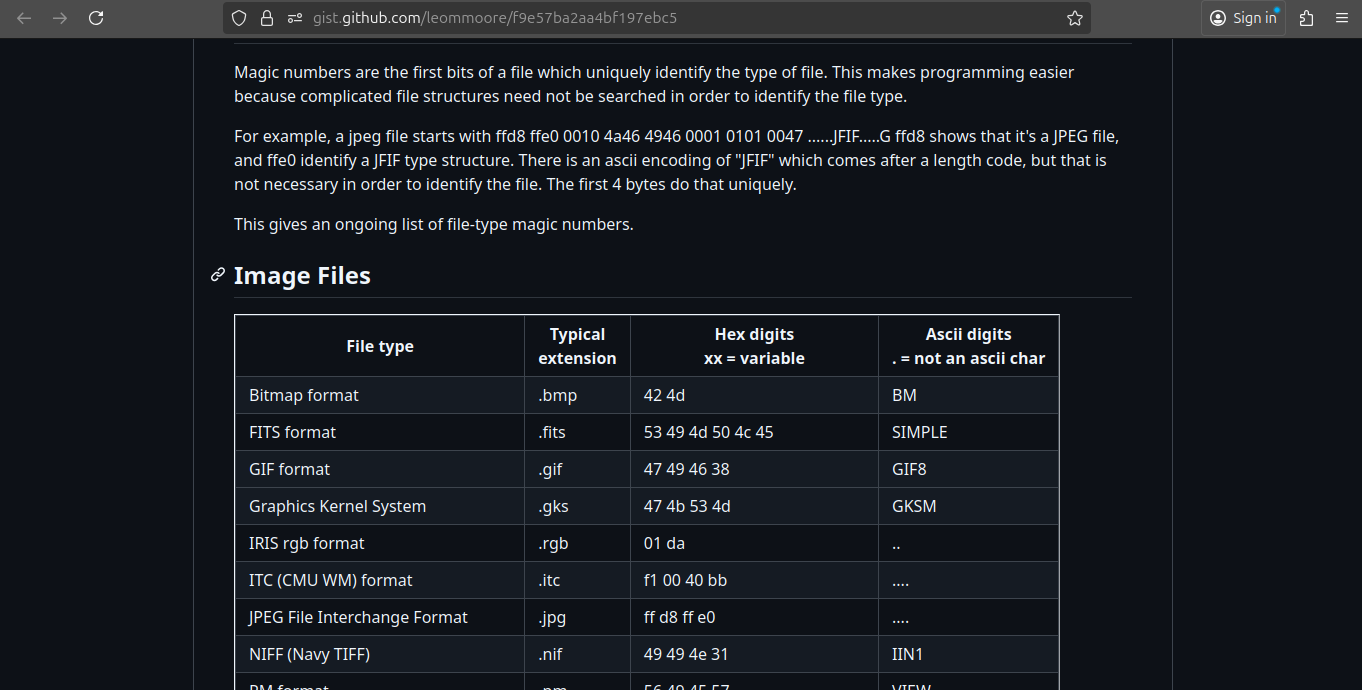 gist.github.com/leommoore/f9e57ba2aa4bf197ebc5
Sign in
Magic numbers are the first bits of a file which uniquely identify the type of file. This makes programming easier
because complicated file structures need not be searched in order to identify the file type.
For example, a jpeg file starts with ffd8 ffe0 0010 4a46 4946 0001 0101 0047 ......JFIF.....G ffd8 shows that it's a JPEG file,
and ffe0 identify a JFIF type structure. There is an ascii encoding of "JFIF" which comes after a length code, but that is
not necessary in order to identify the file. The first 4 bytes do that uniquely.
This gives an ongoing list of file-type magic numbers.
Image Files
File type Typical extension Hex digits xx = variable Ascii digits . = not an ascii char
Bitmap format .bmp 42 4d BM
FITS format .fits 53 49 4d 50 4c 45 SIMPLE
GIF format .gif 47 49 46 38 GIF8
Graphics Kernel System .gks 47 4b 53 4d GKSM
IRIS rgb format .rgb 01 da ..
ITC (CMU WM) format .itc f1 00 40 bb ....
JPEG File Interchange Format .jpg ff d8 ff e0 ....
NIFF (Navy TIFF) .nif 49 49 4e 31 IIN1
PM format .pm 56 49 45 57 VIEW